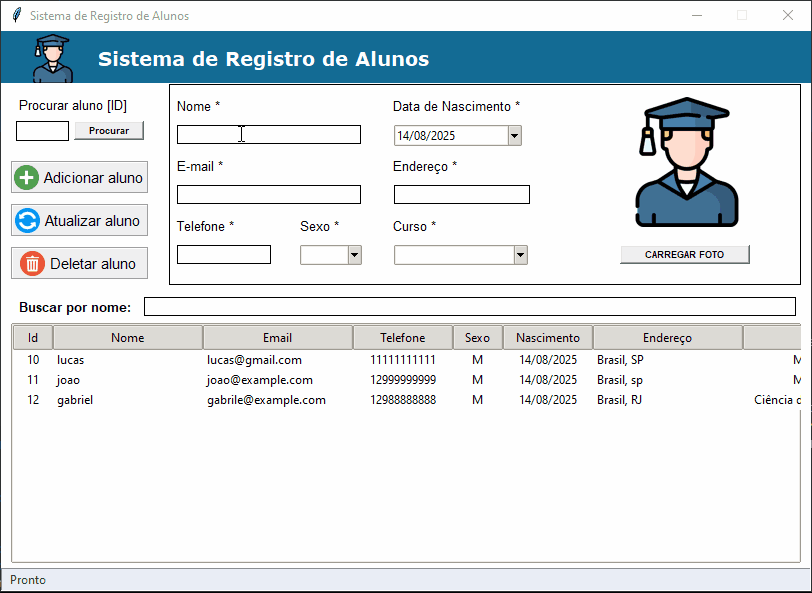 Sistema de Registro de Alunos
Sistema de Registro de Alunos
Procurar aluno [ID]
Procurar
Adicionar aluno
Atualizar aluno
Deletar aluno
Nome *
Data de Nascimento *
14/08/2025
E-mail *
Endereço *
Telefone *
Sexo *
Curso *
CARREGAR FOTO
Buscar por nome:
Id Nome Email Telefone Sexo Nascimento Endereço
10 lucas lucas@gmail.com 11111111111 M 14/08/2025 Brasil, SP M
11 joao joao@example.com 12999999999 M 14/08/2025 Brasil, sp M
12 gabriel gabrile@example.com 12988888888 M 14/08/2025 Brasil, RJ Ciência
Pronto